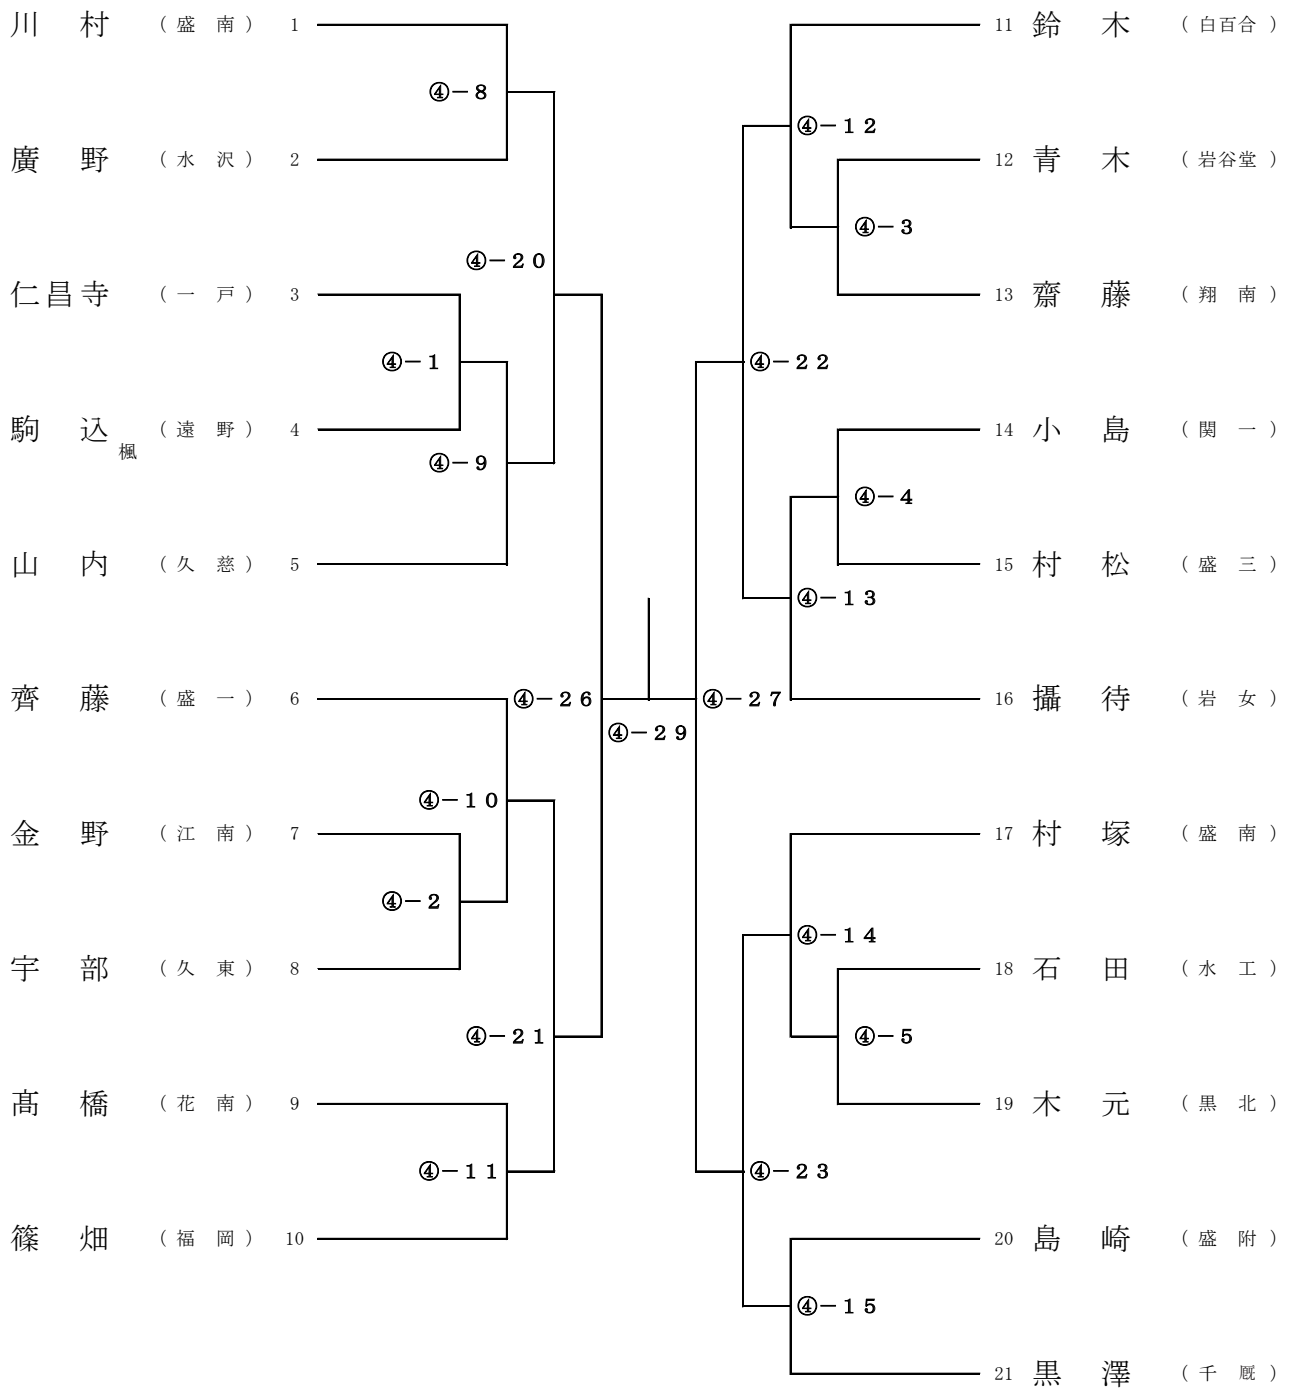 川村 (盛南) 1
④－8
廣野 (水沢) 2
④－20
仁昌寺 (一戸) 3
④－1
駒込楓 (遠野) 4
④－9
山内 (久慈) 5
齊藤 (盛一) 6
④－26
④－10
金野 (江南) 7
④－2
宇部 (久東) 8
④－21
髙橋 (花南) 9
④－11
篠畑 (福岡) 10
④－29
11 鈴木 (白百合)
④－12
12 青木 (岩谷堂)
④－3
13 齋藤 (翔南)
④－22
14 小島 (関一)
④－4
15 村松 (盛三)
④－13
16 攝待 (岩女)
④－27
17 村塚 (盛南)
④－14
18 石田 (水工)
④－5
19 木元 (黒北)
④－23
20 島崎 (盛附)
④－15
21 黒澤 (千厩)